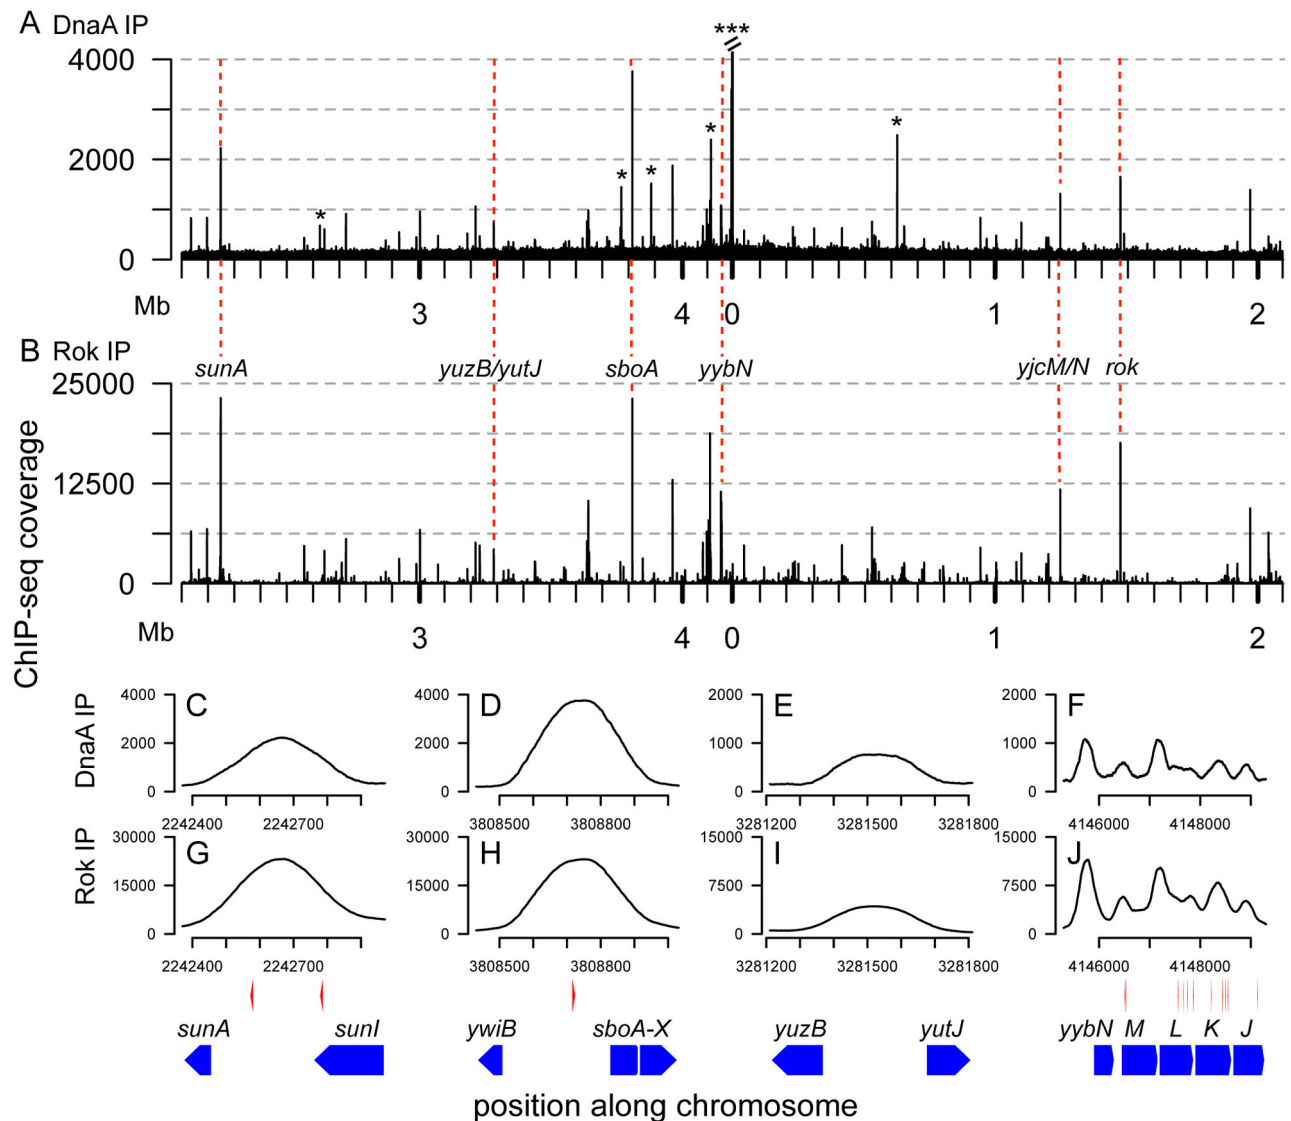 A DnaA IP
***
4000
2000
0
* * * * *
Mb 3 4 0 1 2
B Rok IP
sunA yuzB/yutJ sboA yybN yjcM/N rok
25000
12500
0
Mb 3 4 0 1 2
ChIP-seq coverage
DnaA IP
C
4000
2000
0
2242400 2242700
D
4000
2000
0
3808500 3808800
E
2000
1000
0
3281200 3281500 3281800
F
2000
1000
0
4146000 4148000
Rok IP
G
30000
15000
0
2242400 2242700
H
30000
15000
0
3808500 3808800
I
15000
7500
0
3281200 3281500 3281800
J
15000
7500
0
4146000 4148000
sunA sunI ywiB sboA-X yuzB yutJ yybN M L K J
position along chromosome